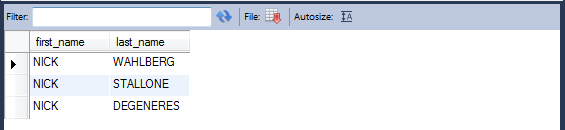 Filter: File: Autosize: A
first_name last_name
NICK WAHLBERG
NICK STALLONE
NICK DEGENERES